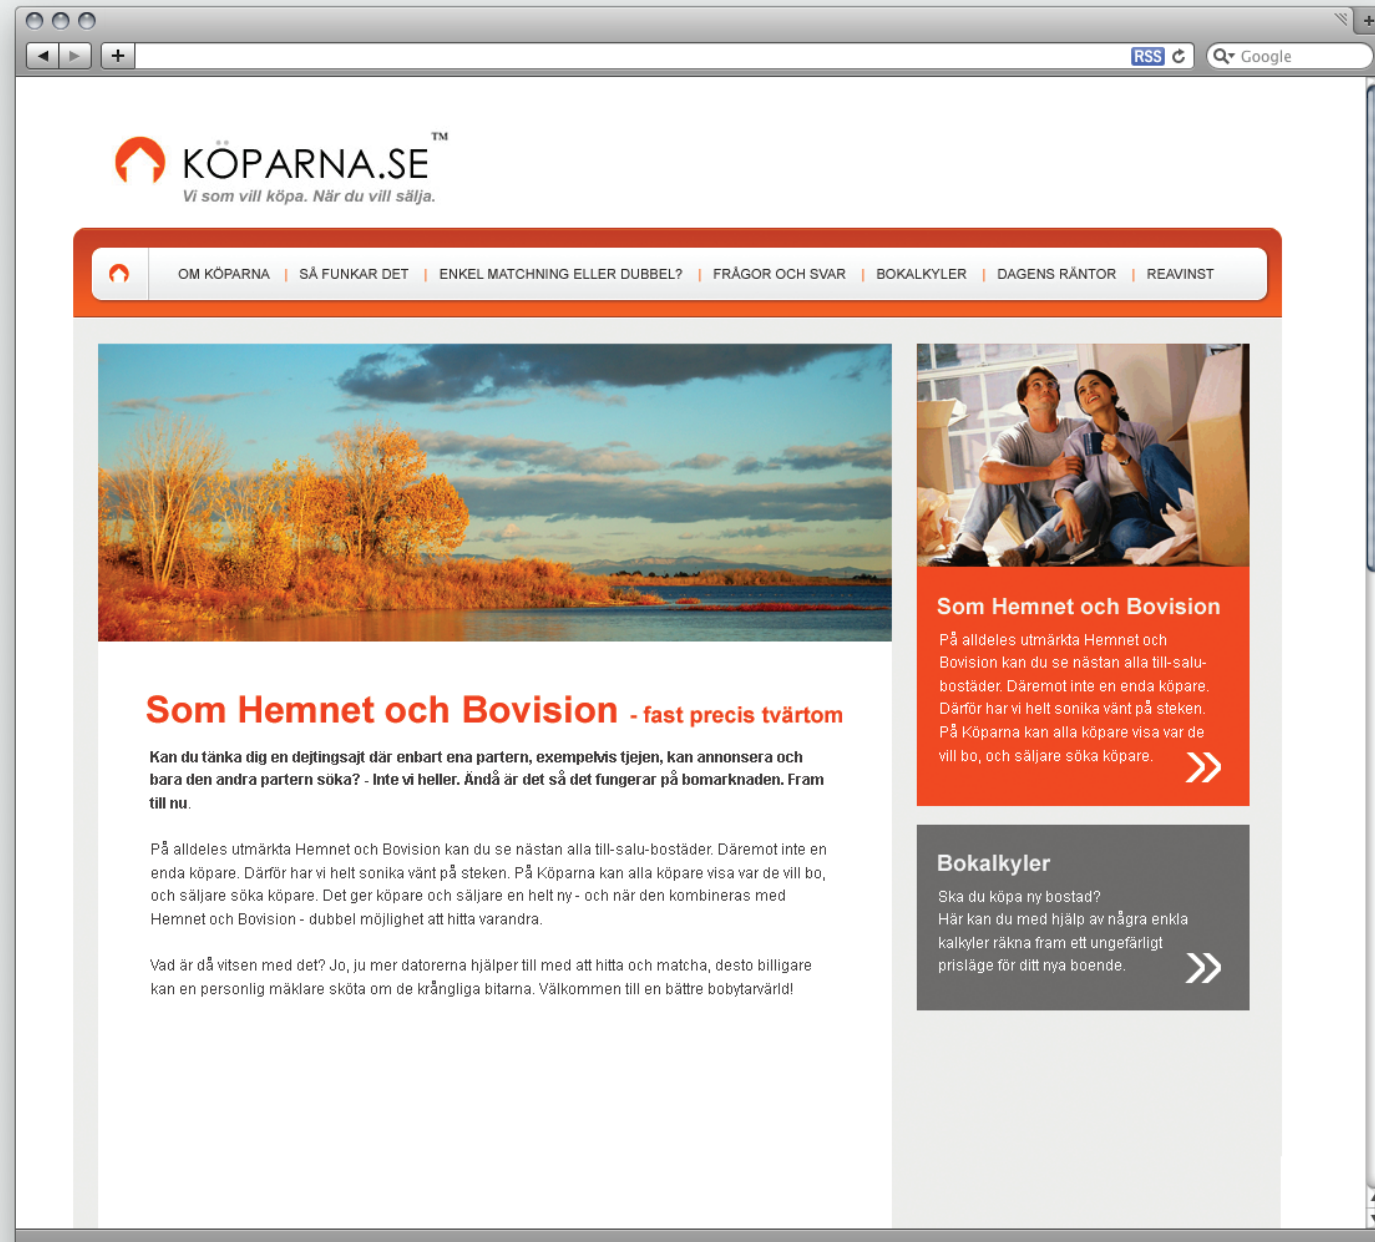 RSS
Google
KÖPARNA.SE™
Vi som vill köpa. När du vill sälja.
OM KÖPARNA | SÅ FUNKAR DET | ENKEL MATCHNING ELLER DUBBEL? | FRÅGOR OCH SVAR | BOKALKYLER | DAGENS RÄNTOR | REAVINST
Som Hemnet och Bovision - fast precis tvärtom
Kan du tänka dig en dejtingsajt där enbart ena partern, exempelvis tjejen, kan annonsera och
bara den andra partern söka? - Inte vi heller. Ändå är det så det fungerar på bomarknaden. Fram
till nu.
På alldeles utmärkta Hemnet och Bovision kan du se nästan alla till-salu-bostäder. Däremot inte en
enda köpare. Därför har vi helt sonika vänt på steken. På Köparna kan alla köpare visa var de vill bo,
och säljare söka köpare. Det ger köpare och säljare en helt ny - och när den kombineras med
Hemnet och Bovision - dubbel möjlighet att hitta varandra.
Vad är då vitsen med det? Jo, ju mer datorerna hjälper till med att hitta och matcha, desto billigare
kan en personlig mäklare sköta om de krångliga bitarna. Välkommen till en bättre bobytarvärld!
Som Hemnet och Bovision
På alldeles utmärkta Hemnet och
Bovision kan du se nästan alla till-salu-
bostäder. Däremot inte en enda köpare.
Därför har vi helt sonika vänt på steken.
På Köparna kan alla köpare visa var de
vill bo, och säljare söka köpare.
Bokalkyler
Ska du köpa ny bostad?
Här kan du med hjälp av några enkla
kalkyler räkna fram ett ungefärligt
prisläge för ditt nya boende.